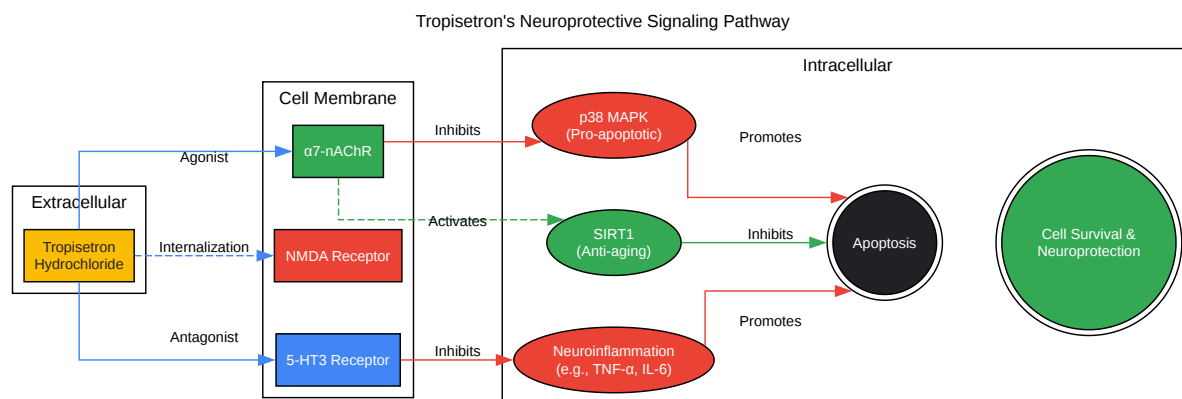 Tropisetron's Neuroprotective Signaling Pathway
Extracellular
Tropisetron
Hydrochloride
Agonist
Internalization
Antagonist
Cell Membrane
α7-nAChR
NMDA Receptor
5-HT3 Receptor
Inhibits
Activates
Inhibits
Intracellular
p38 MAPK
(Pro-apoptotic)
SIRT1
(Anti-aging)
Neuroinflammation
(e.g., TNF-α, IL-6)
Promotes
Inhibits
Promotes
Apoptosis
Cell Survival &
Neuroprotection